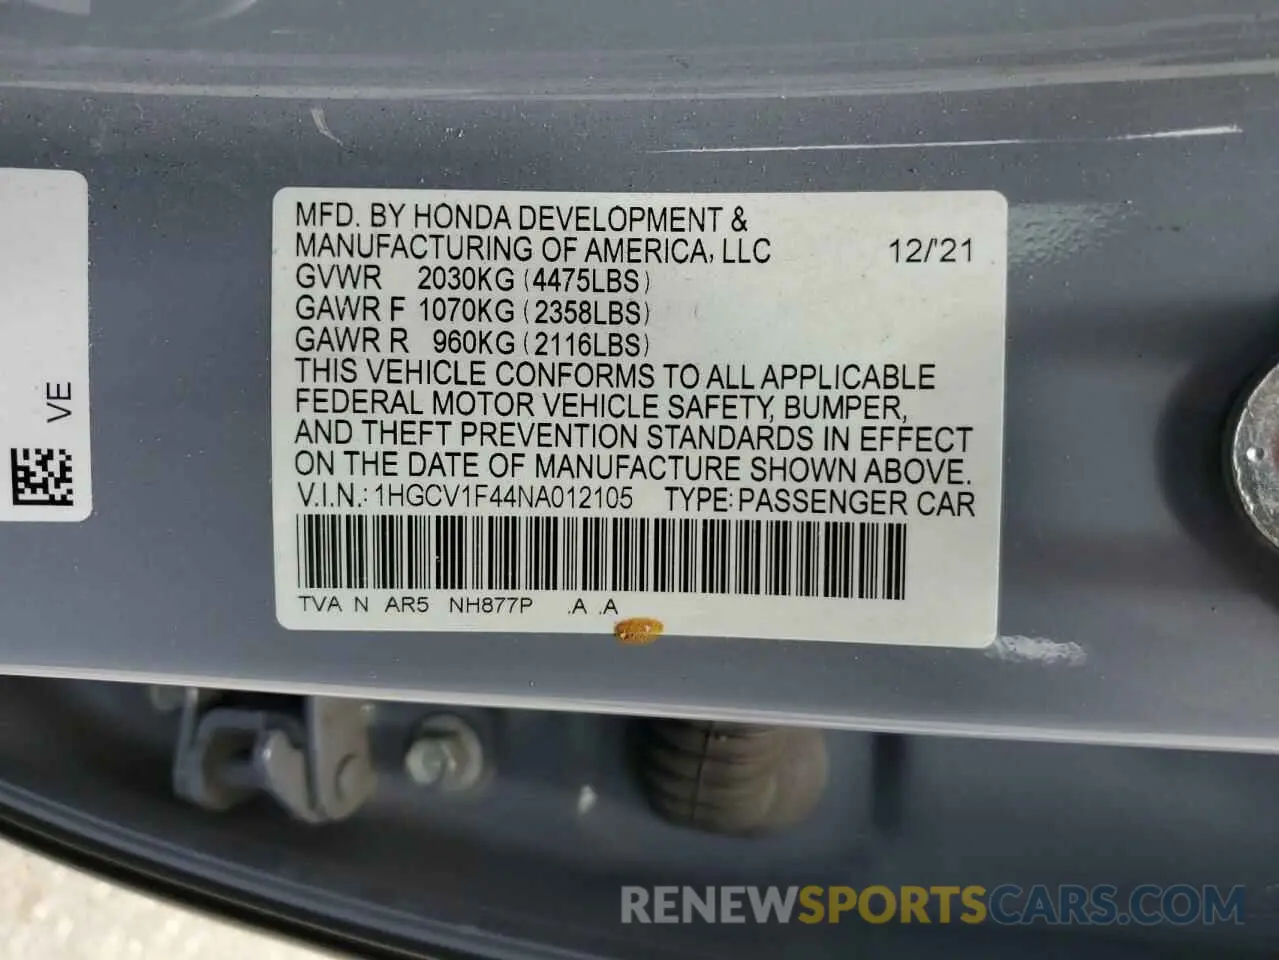 MFD. BY HONDA DEVELOPMENT &
MANUFACTURING OF AMERICA, LLC 12/'21
GVWR 2030KG (4475LBS)
GAWR F 1070KG (2358LBS)
GAWR R 960KG (2116LBS)
THIS VEHICLE CONFORMS TO ALL APPLICABLE
FEDERAL MOTOR VEHICLE SAFETY, BUMPER,
AND THEFT PREVENTION STANDARDS IN EFFECT
ON THE DATE OF MANUFACTURE SHOWN ABOVE.
V.I.N.: 1HGCV1F44NA012105 TYPE: PASSENGER CAR
TVA N AR5 NH877P .A .A
VE
RENEWSPORTSCARS.COM